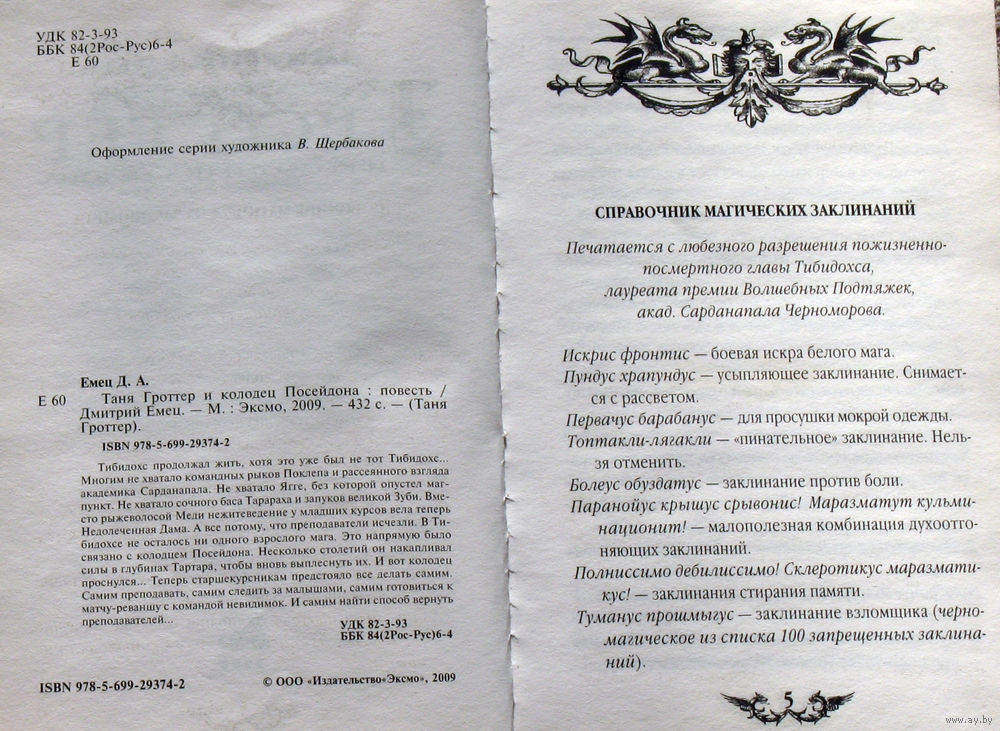 УДК 82-3-93
ББК 84(2Рос-Рус)6-4
Е 60
Оформление серии художника В. Щербакова
Емец Д. А.
Е 60 Таня Гроттер и колодец Посейдона : повесть /
Дмитрий Емец. — М. : Эксмо, 2009. — 432 с. — (Таня
Гроттер).
ISBN 978-5-699-29374-2
Тибидохс продолжал жить, хотя это уже был не тот Тибидохс...
Многим не хватало командных рыков Поклепа и рассеянного взгляда
академика Сарданапала. Не хватало Ягге, без которой опустел маг-
пункт. Не хватало сочного баса Тарараха и запуков великой Зуби. Вме-
сто рыжеволосой Меди нежитеведение у младших курсов вела теперь
Недолеченная Дама. А все потому, что преподаватели исчезли. В Ти-
бидохсе не осталось ни одного взрослого мага. Это напрямую было
связано с колодцем Посейдона. Несколько столетий он накапливал
силы в глубинах Тартара, чтобы вновь выплеснуть их. И вот колодец
проснулся... Теперь старшекурсникам предстояло все делать самим.
Самим преподавать, самим следить за малышами, самим готовиться к
матчу-реваншу с командой невидимок. И самим найти способ вернуть
преподавателей...
УДК 82-3-93
ББК 84(2Рос-Рус)6-4
ISBN 978-5-699-29374-2
© ООО «Издательство«Эксмо», 2009
СПРАВОЧНИК МАГИЧЕСКИХ ЗАКЛИНАНИЙ
Печатается с любезного разрешения пожизненно-
посмертного главы Тибидохса,
лауреата премии Волшебных Подтяжек,
акад. Сарданапала Черноморова.
Искрис фронтис — боевая искра белого мага.
Пундус храпундус — усыпляющее заклинание. Снимает-
ся с рассветом.
Первачус барабанус — для просушки мокрой одежды.
Топтакли-лягакли — «пинательное» заклинание. Нель-
зя отменить.
Болеус обуздатус — заклинание против боли.
Паранойус крышус срывонис! Маразматут кульми-
национит! — малополезная комбинация духоотго-
няющих заклинаний.
Полниссимо дебилиссимо! Склеротикус маразмати-
кус! — заклинания стирания памяти.
Туманус прошмыгус — заклинание взломщика (черно-
магическое из списка 100 запрещенных заклина-
ний).
5
www.ay.by